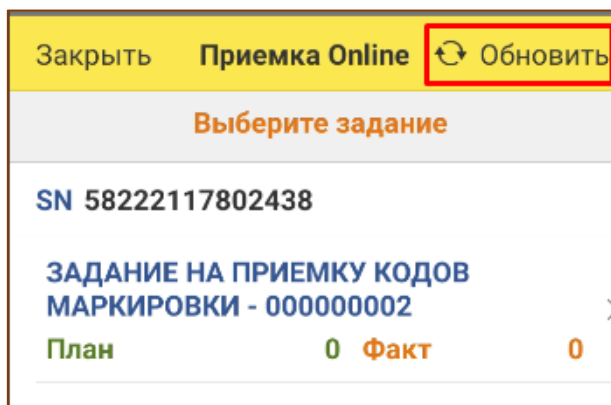 Закрыть Приемка Online Обновить
Выберите задание
SN 58222117802438
ЗАДАНИЕ НА ПРИЕМКУ КОДОВ
МАРКИРОВКИ - 000000002
План 0 Факт 0